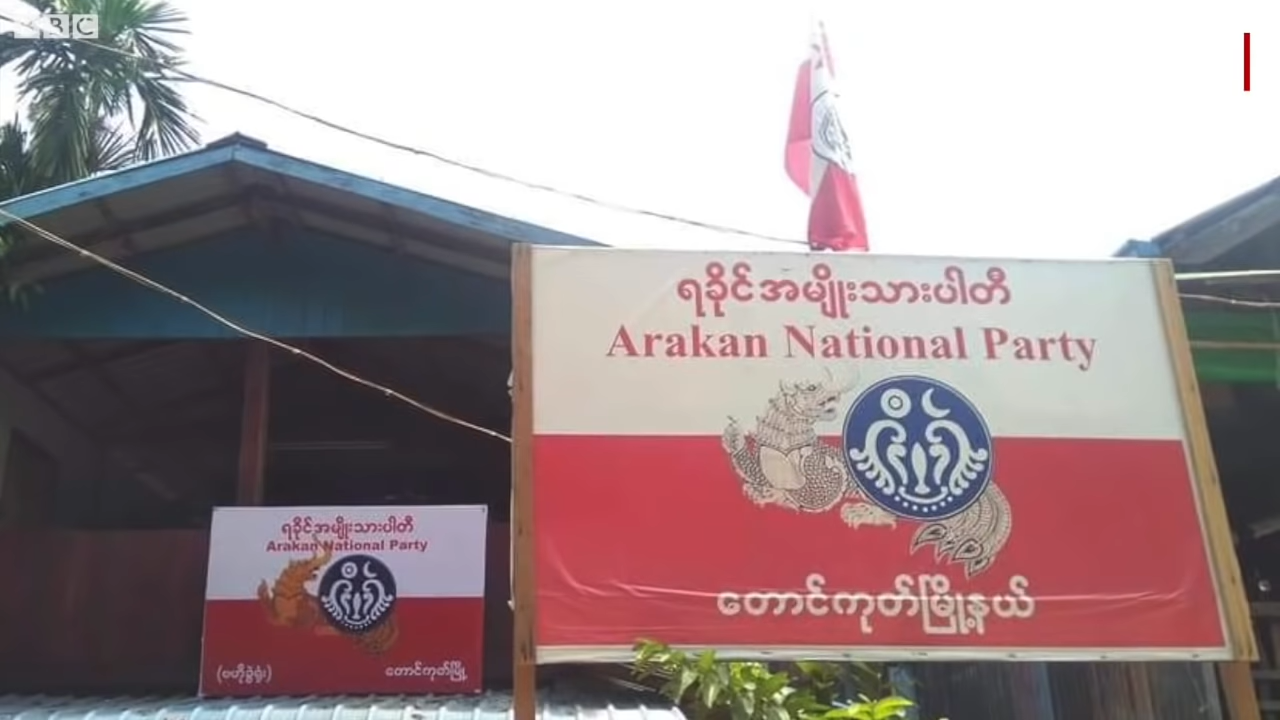 BBC
ရခိုင်အမျိုးသားပါတီ
Arakan National Party
တောင်ကုတ်မြို့နယ်
ရခိုင်အမျိုးသားပါတီ
Arakan National Party
(ဗဟိုခွဲရုံး)
တောင်ကုတ်မြို့